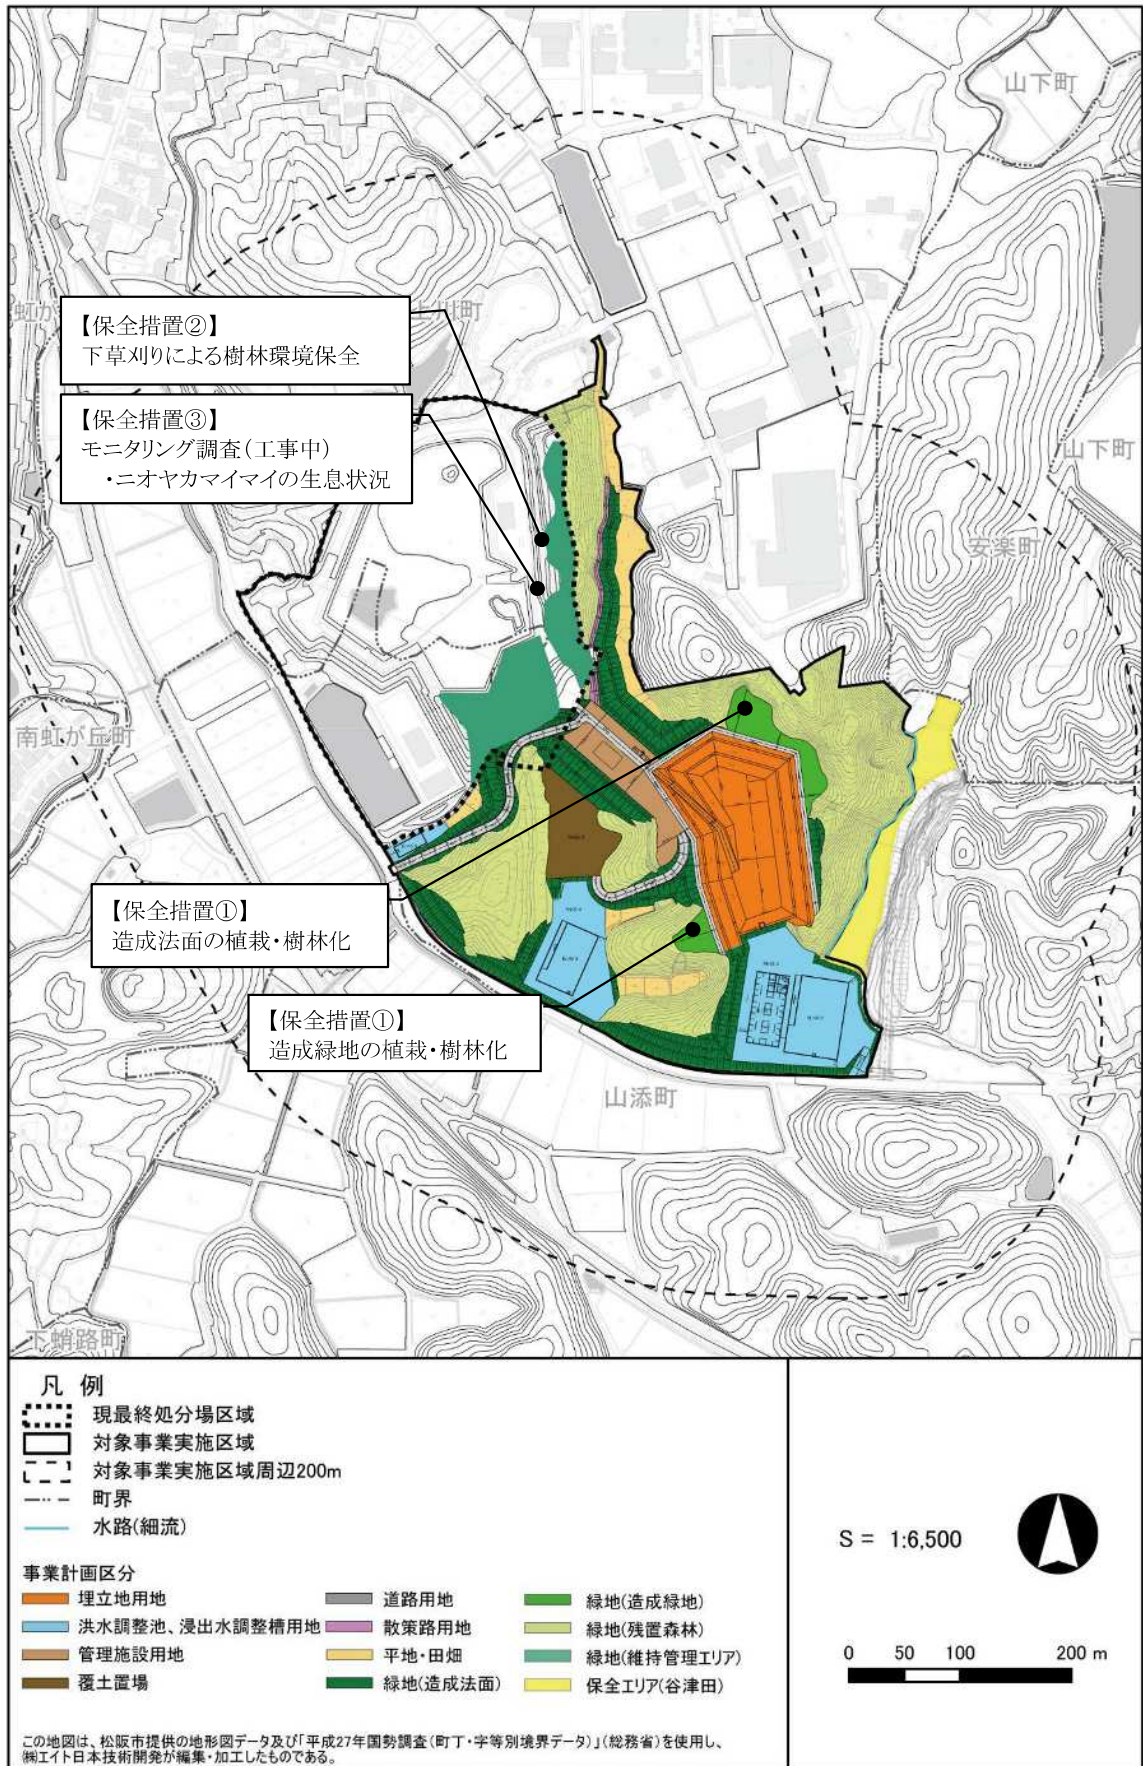 山下町
虹が
上川町
【保全措置②】
下草刈りによる樹林環境保全
【保全措置③】
モニタリング調査(工事中)
・ニオヤカマイマイの生息状況
山下町
安楽町
南虹が丘町
【保全措置①】
造成法面の植栽・樹林化
【保全措置①】
造成緑地の植栽・樹林化
山添町
下蛸路町
凡 例
現最終処分場区域
対象事業実施区域
対象事業実施区域周辺200m
町界
水路(細流)
事業計画区分
埋立地用地
洪水調整池、浸出水調整槽用地
管理施設用地
覆土置場
道路用地
散策路用地
平地・田畑
緑地(造成法面)
緑地(造成緑地)
緑地(残置森林)
緑地(維持管理エリア)
保全エリア(谷津田)
S = 1:6,500
0 50 100 200 m
この地図は、松阪市提供の地形図データ及び「平成27年国勢調査(町丁・字等別境界データ)」(総務省)を使用し、
㈱エイト日本技術開発が編集・加工したものである。